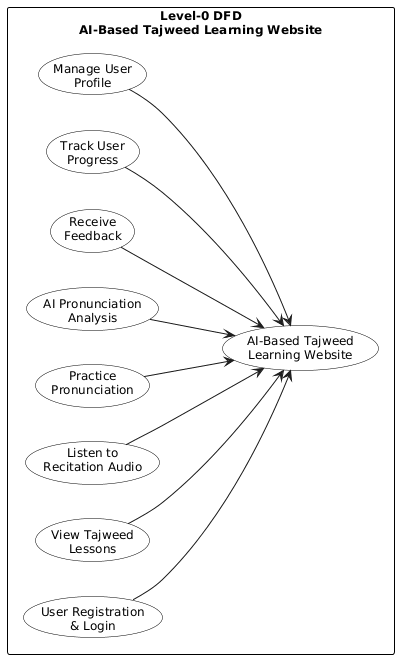 Level-0 DFD
AI-Based Tajweed Learning Website
Manage User
Profile
Track User
Progress
Receive
Feedback
AI Pronunciation
Analysis
AI-Based Tajweed
Learning Website
Practice
Pronunciation
Listen to
Recitation Audio
View Tajweed
Lessons
User Registration
& Login